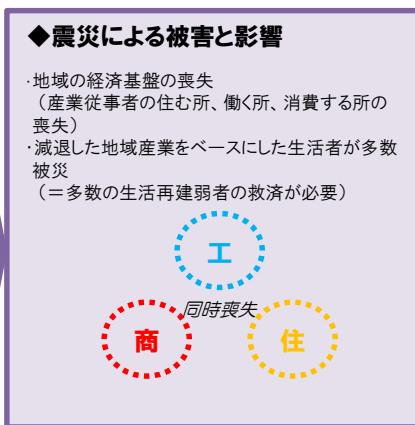 ◆震災による被害と影響
･地域の経済基盤の喪失
（産業従事者の住む所、働く所、消費する所の
喪失）
･減退した地域産業をベースにした生活者が多数
被災
（＝多数の生活再建弱者の救済が必要）
工
同時喪失
商
住